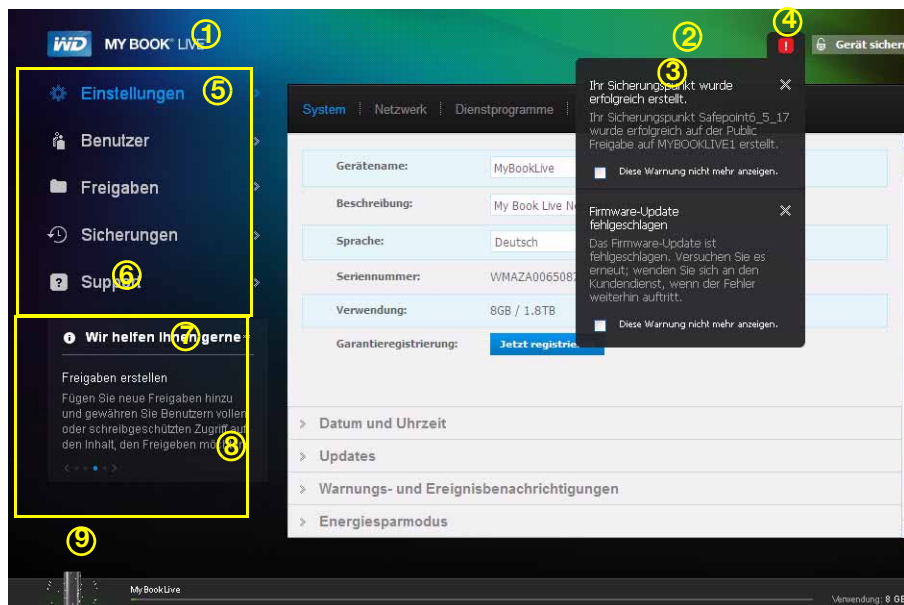 WD MY BOOK® LIVE ①
②
④
!
Gerät sichern
⑤
Einstellungen
Benutzer
Freigaben
Sicherungen
⑥
Support
System | Netzwerk | Dienstprogramme |
③
Ihr Sicherungspunkt wurde
erfolgreich erstellt.
Ihr Sicherungspunkt Safepoint6_5_17
wurde erfolgreich auf der Public
Freigabe auf MYBOOKLIVE1 erstellt.
Diese Warnung nicht mehr anzeigen.
Firmware-Update
fehlgeschlagen
Das Firmware-Update ist
fehlgeschlagen. Versuchen Sie es
erneut; wenden Sie sich an den
Kundendienst, wenn der Fehler
weiterhin auftritt.
Diese Warnung nicht mehr anzeigen.
Gerätename: MyBookLive
Beschreibung: My Book Live
Sprache: Deutsch
Seriennummer: WMAZA006508
Verwendung: 8GB / 1.8TB
Garantieregistrierung: Jetzt
Datum und Uhrzeit
Updates
Warnungs- und Ereignisbenachrichtigungen
Energiesparmodus
⑦
Wir helfen Ihnen gerne
Freigaben erstellen
Fügen Sie neue Freigaben hinzu
und gewähren Sie Benutzern vollen
oder schreibgeschützten Zugriff auf
den Inhalt, den Freigeben
⑧
⑨
MyBookLive
Verwendung: 8 GB